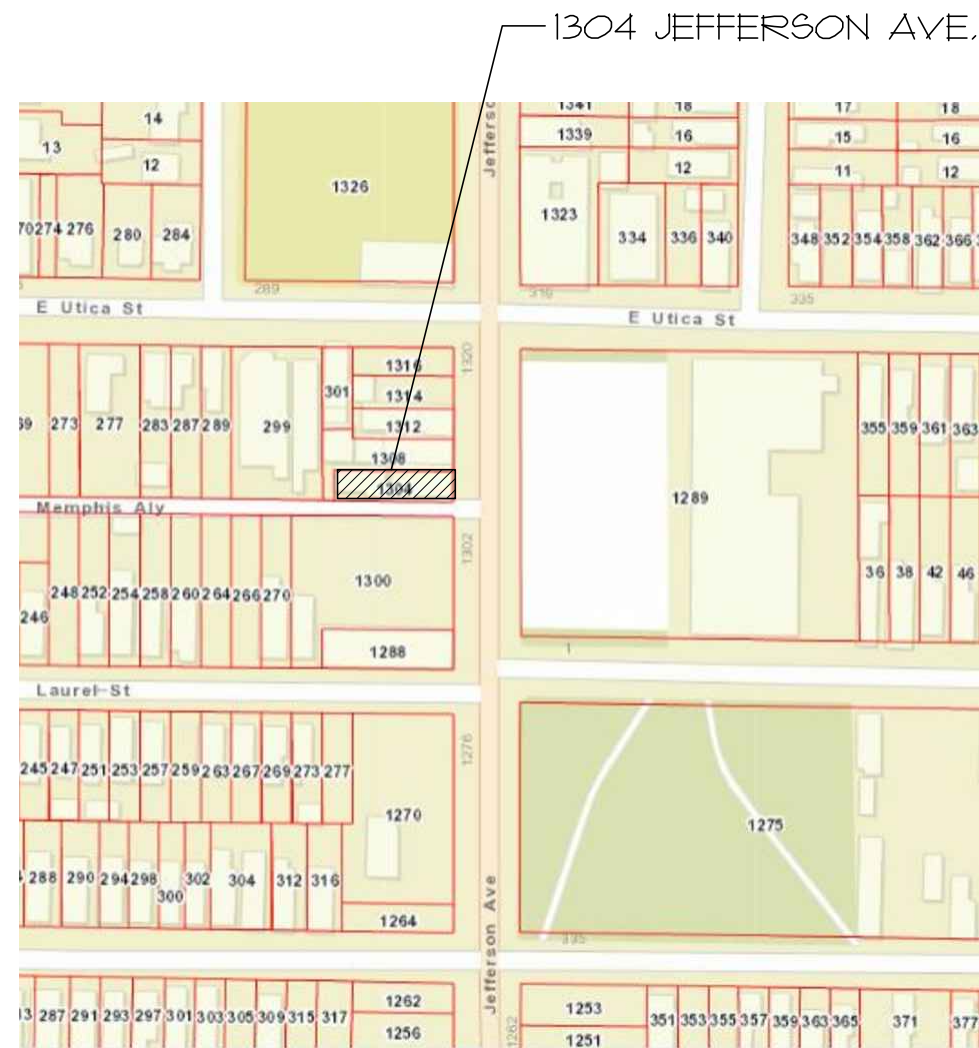 1304 JEFFERSON AVE.
1341 18 17 18
14
1339 16 15 16
13
12 12 11 12
1326
1323
274 276 280 284 334 336 340 348 352 354 358 362 366
289 310 335
E Utica St
E Utica St
1320
1316
301 1314
273 277 283 287 289 299 1312 355 359 361 363
1308
1304
1289
Memphis Aly
1302
248 252 254 258 260 264 266 270 1300 36 38 42 46
246
1288
1
Laurel St
1276
245 247 251 253 257 259 263 267 269 273 277
1270
1275
288 290 294 298 300 302 304 312 316
1264
335
Jefferson Ave
1262 1253
287 291 293 297 301 303 305 309 315 317 351 353 355 357 359 363 365 371 377
1256 1251
1262